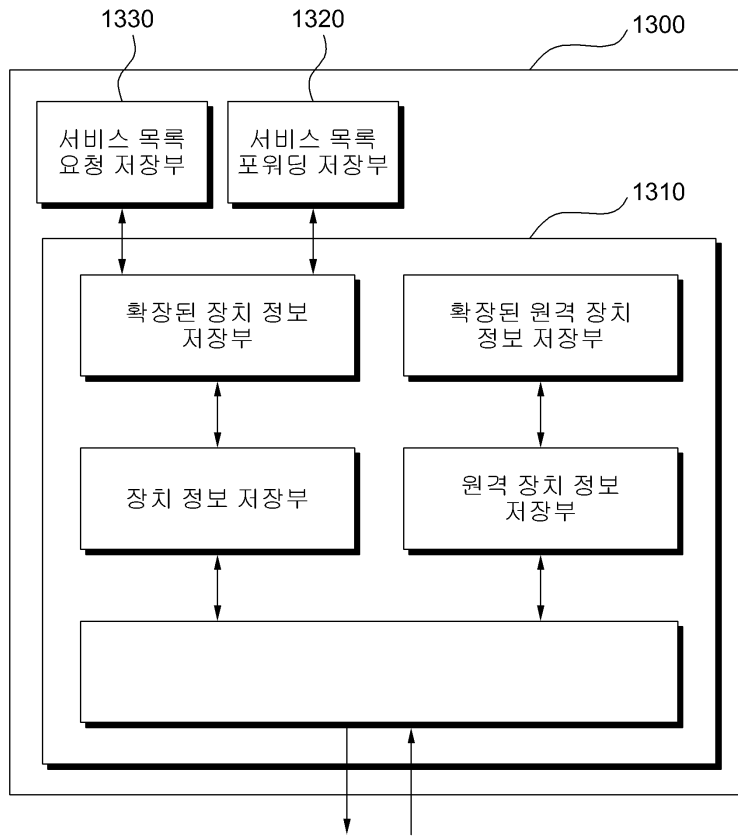 1330
1320
1300
서비스 목록
요청 저장부
서비스 목록
포워딩 저장부
1310
확장된 장치 정보
저장부
확장된 원격 장치
정보 저장부
장치 정보 저장부
원격 장치 정보
저장부